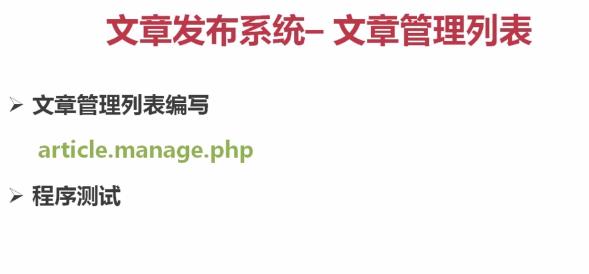 文章发布系统– 文章管理列表
➢ 文章管理列表编写
article.manage.php
➢ 程序测试